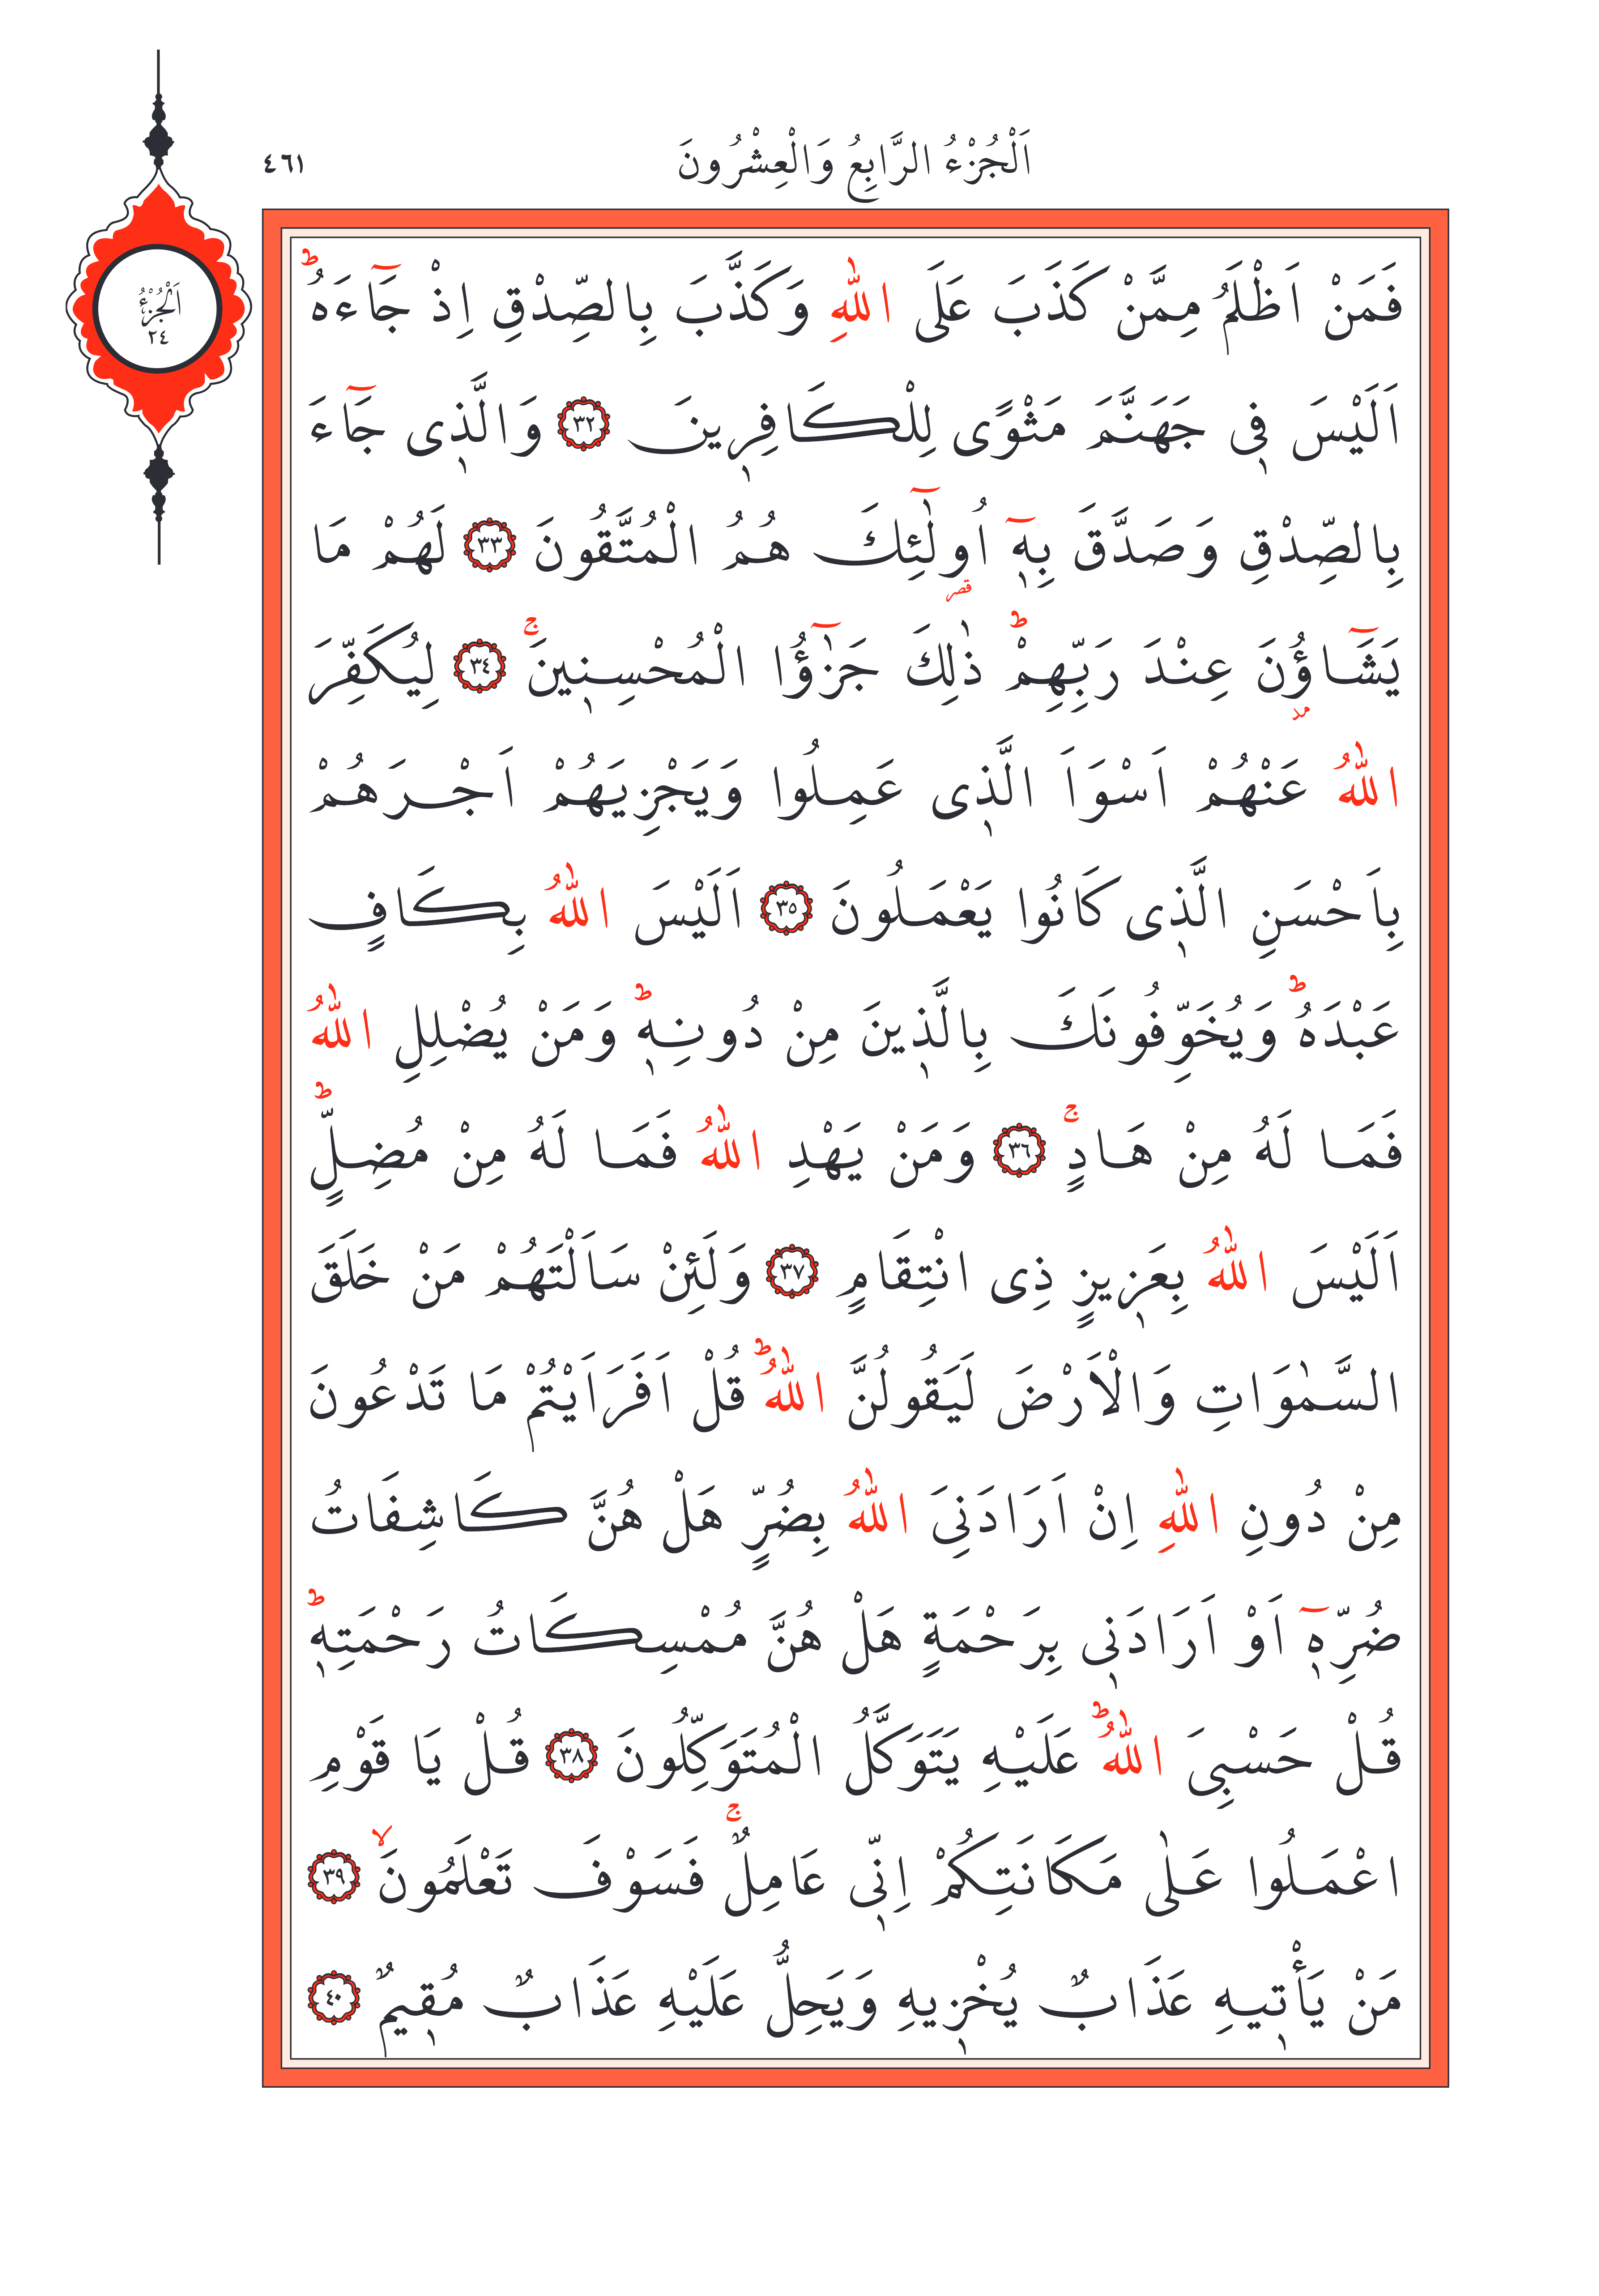 اَلْجُزْءُ الرَّابِعُ وَالْعِشْرُونَ
٤٦١
اَلْجُزْءُ
٢٤
فَمَنْ اَظْلَمُ مِمَّنْ كَذَبَ عَلَى اللّٰهِ وَكَذَّبَ بِالصِّدْقِ اِذْ جَٓاءَهُۜ
اَلَيْسَ ف۪ي جَهَنَّمَ مَثْوًى لِلْكَافِر۪ينَ ﴿٣٢﴾ وَالَّذ۪ي جَٓاءَ
بِالصِّدْقِ وَصَدَّقَ بِه۪ٓ اُو۬لٰٓئِكَ هُمُ الْمُتَّقُونَ ﴿٣٣﴾ لَهُمْ مَا
قصر
يَشَٓاؤُ۫نَ عِنْدَ رَبِّهِمْۜ ذٰلِكَ جَزٰٓؤُا الْمُحْسِن۪ينَۚ ﴿٣٤﴾ لِيُكَفِّرَ
مد
اللّٰهُ عَنْهُمْ اَسْوَاَ الَّذ۪ي عَمِلُوا وَيَجْزِيَهُمْ اَجْرَهُمْ
بِاَحْسَنِ الَّذ۪ي كَانُوا يَعْمَلُونَ ﴿٣٥﴾ اَلَيْسَ اللّٰهُ بِكَافٍ
عَبْدَهُۜ وَيُخَوِّفُونَكَ بِالَّذ۪ينَ مِنْ دُونِه۪ۜ وَمَنْ يُضْلِلِ اللّٰهُ
فَمَا لَهُ مِنْ هَادٍۚ ﴿٣٦﴾ وَمَنْ يَهْدِ اللّٰهُ فَمَا لَهُ مِنْ مُضِلٍّۜ
اَلَيْسَ اللّٰهُ بِعَز۪يزٍ ذِي انْتِقَامٍ ﴿٣٧﴾ وَلَئِنْ سَاَلْتَهُمْ مَنْ خَلَقَ
السَّمٰوَاتِ وَالْاَرْضَ لَيَقُولُنَّ اللّٰهُۜ قُلْ اَفَرَاَيْتُمْ مَا تَدْعُونَ
مِنْ دُونِ اللّٰهِ اِنْ اَرَادَنِيَ اللّٰهُ بِضُرٍّ هَلْ هُنَّ كَاشِفَاتُ
ضُرِّه۪ٓ اَوْ اَرَادَن۪ي بِرَحْمَةٍ هَلْ هُنَّ مُمْسِكَاتُ رَحْمَتِه۪ۜ
قُلْ حَسْبِيَ اللّٰهُۜ عَلَيْهِ يَتَوَكَّلُ الْمُتَوَكِّلُونَ ﴿٣٨﴾ قُلْ يَا قَوْمِ
اعْمَلُوا عَلٰى مَكَانَتِكُمْ اِنّ۪ي عَامِلٌۚ فَسَوْفَ تَعْلَمُونَۙ ﴿٣٩﴾
مَنْ يَأْت۪يهِ عَذَابٌ يُخْز۪يهِ وَيَحِلُّ عَلَيْهِ عَذَابٌ مُق۪يمٌ ﴿٤٠﴾